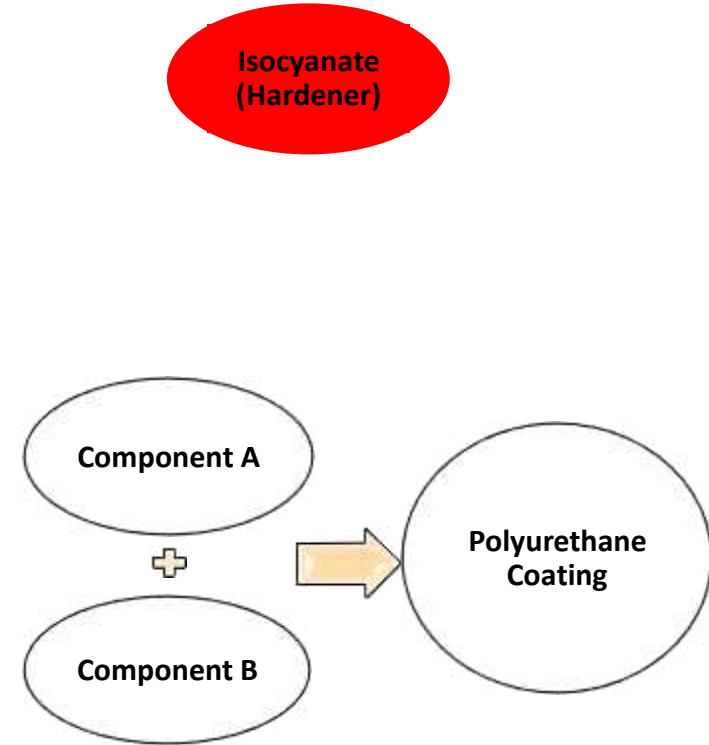 Isocyanate
(Hardener)
Component A
Component B
Polyurethane
Coating